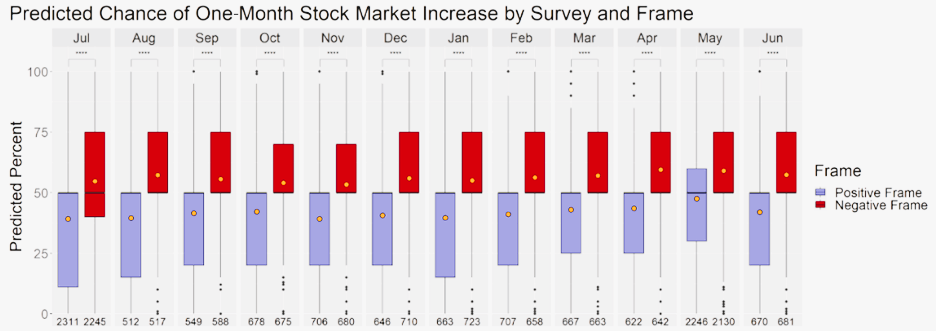 Predicted Chance of One-Month Stock Market Increase by Survey and Frame
Jul Aug Sep Oct Nov Dec Jan Feb Mar Apr May Jun
**** **** **** **** **** **** **** **** **** **** **** ****
Predicted Percent
100
75
50
25
0
2311 2245 512 517 549 588 678 675 706 680 646 710 663 723 707 658 667 663 622 642 2246 2130 670 681
Frame
Positive Frame
Negative Frame